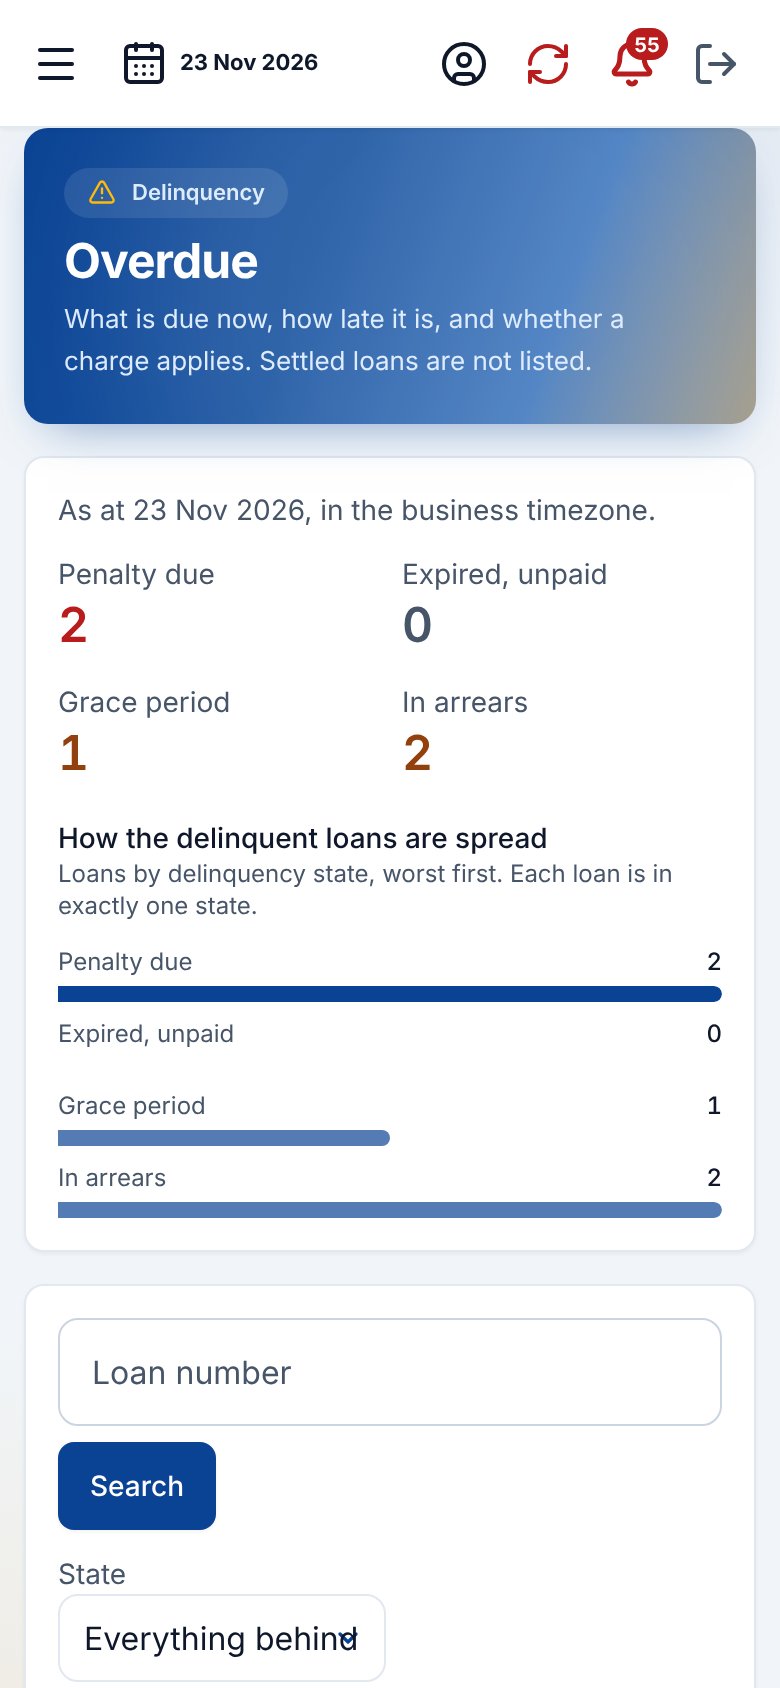 23 Nov 2026
55
Delinquency
Overdue
What is due now, how late it is, and whether a
charge applies. Settled loans are not listed.
As at 23 Nov 2026, in the business timezone.
Penalty due
2
Expired, unpaid
0
Grace period
1
In arrears
2
How the delinquent loans are spread
Loans by delinquency state, worst first. Each loan is in
exactly one state.
Penalty due 2
Expired, unpaid 0
Grace period 1
In arrears 2
Loan number
Search
State
Everything behind